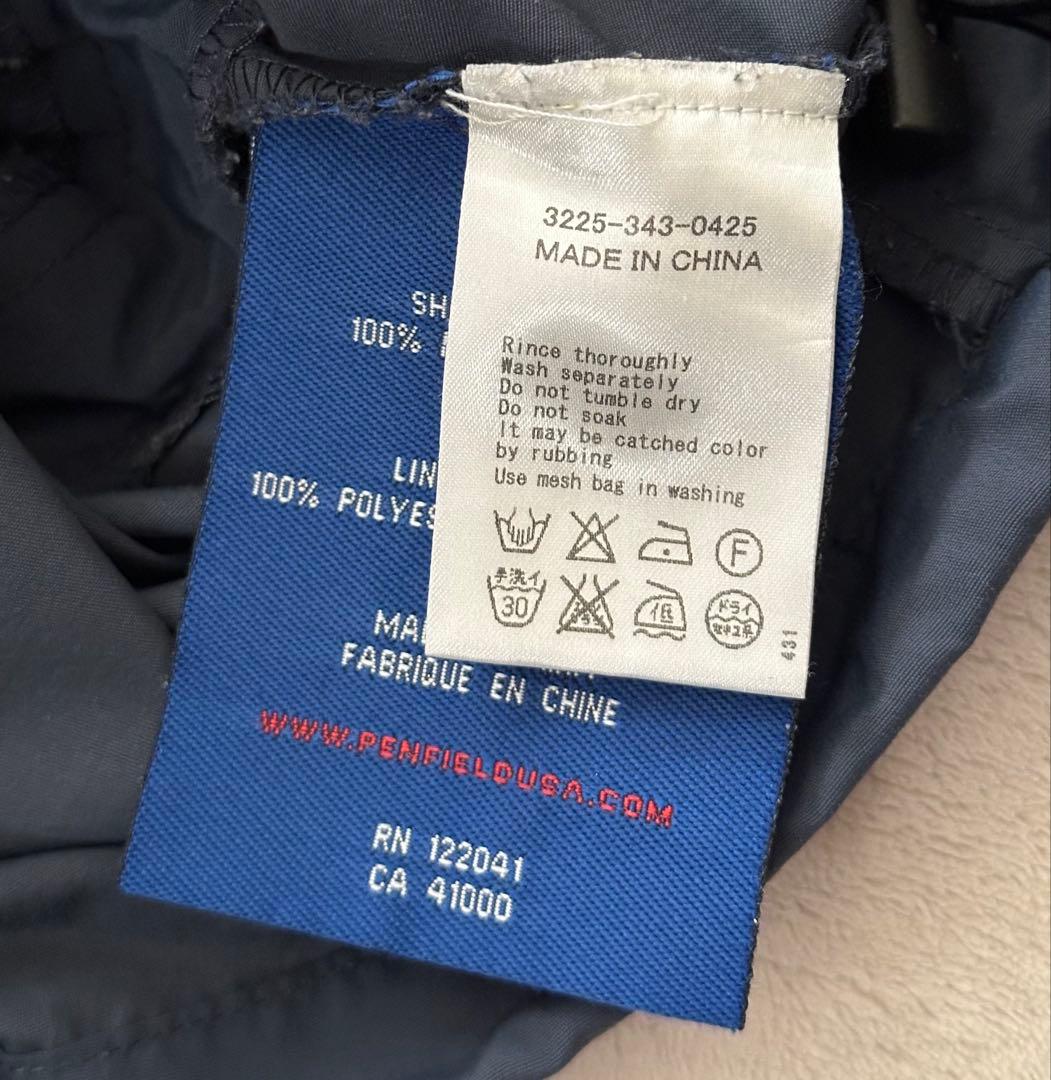 3225-343-0425
MADE IN CHINA
Rince thoroughly
Wash separately
Do not tumble dry
Do not soak
It may be catched color
by rubbing
Use mesh bag in washing
F
手洗イ
30
低
ドライ
431
SH
100%
LIN
100% POLYES
MA
FABRIQUE EN CHINE
WWW.PENFIELDUSA.COM
RN 122041
CA 41000